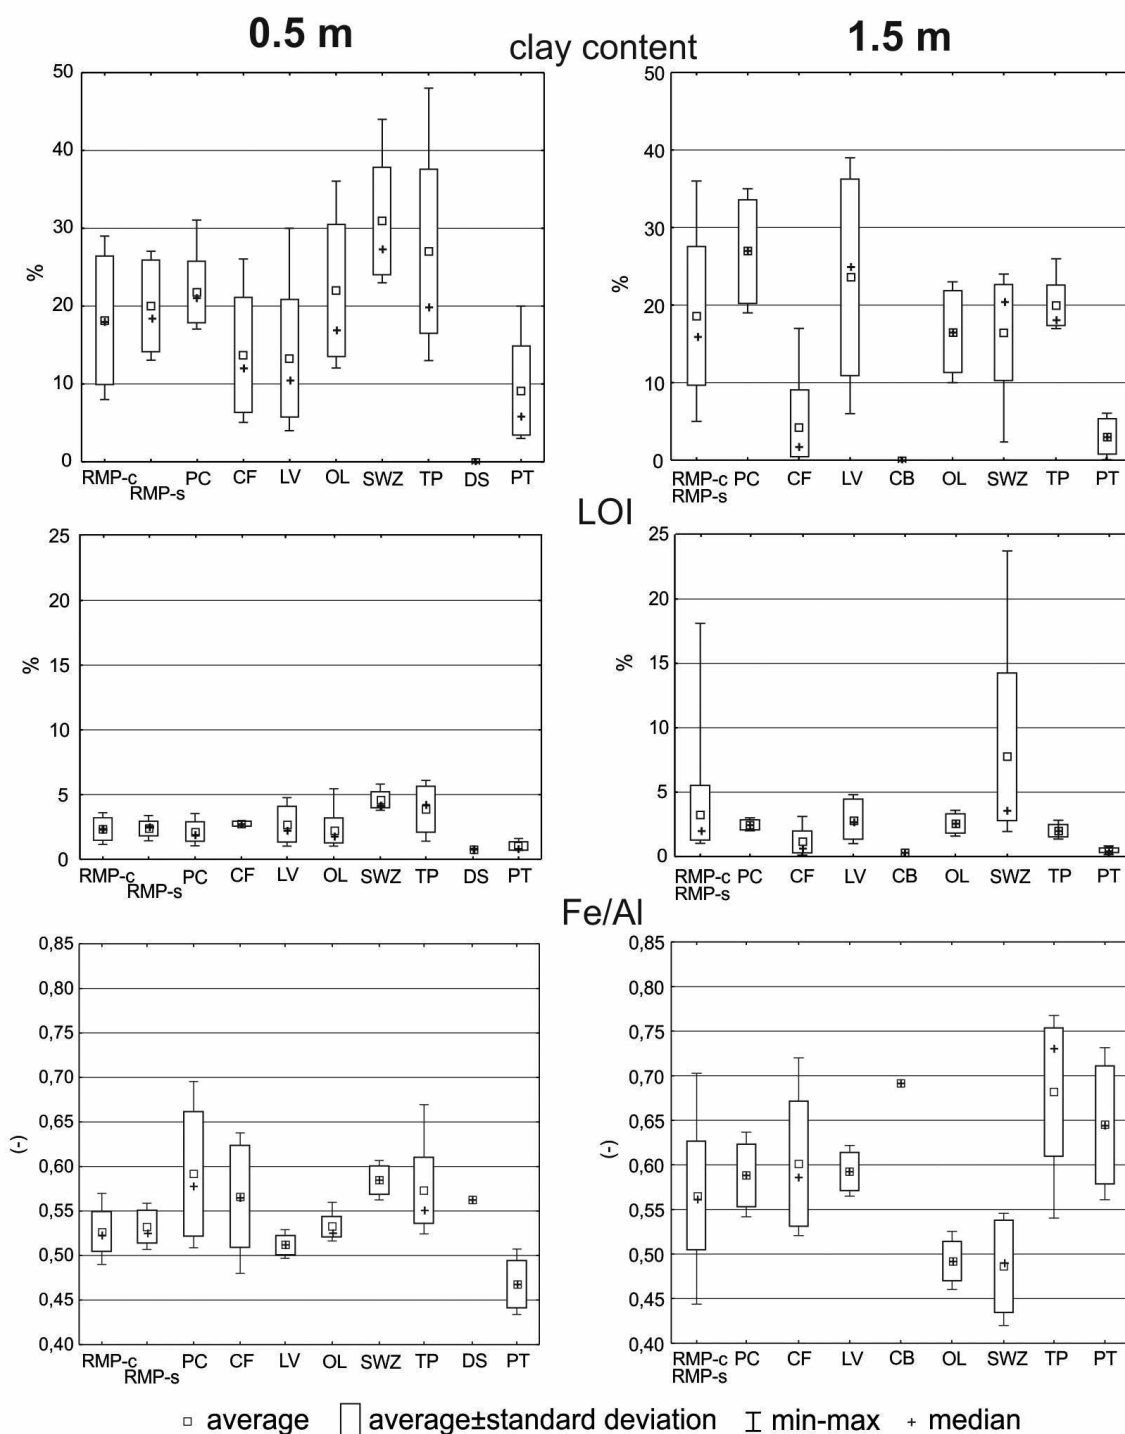 0.5 m
clay content
1.5 m
50
40
30
20
10
0
%
RMP-c
RMP-s
PC
CF
LV
OL
SWZ
TP
DS
PT
50
40
30
20
10
0
%
RMP-c
RMP-s
PC
CF
LV
CB
OL
SWZ
TP
PT
LOI
25
20
15
10
5
0
%
RMP-c
RMP-s
PC
CF
LV
OL
SWZ
TP
DS
PT
25
20
15
10
5
0
%
RMP-c
RMP-s
PC
CF
LV
CB
OL
SWZ
TP
PT
Fe/Al
0,85
0,80
0,75
0,70
0,65
0,60
0,55
0,50
0,45
0,40
(-)
RMP-c
RMP-s
PC
CF
LV
OL
SWZ
TP
DS
PT
0,85
0,80
0,75
0,70
0,65
0,60
0,55
0,50
0,45
0,40
(-)
RMP-c
RMP-s
PC
CF
LV
CB
OL
SWZ
TP
PT
average
average±standard deviation
min-max
median